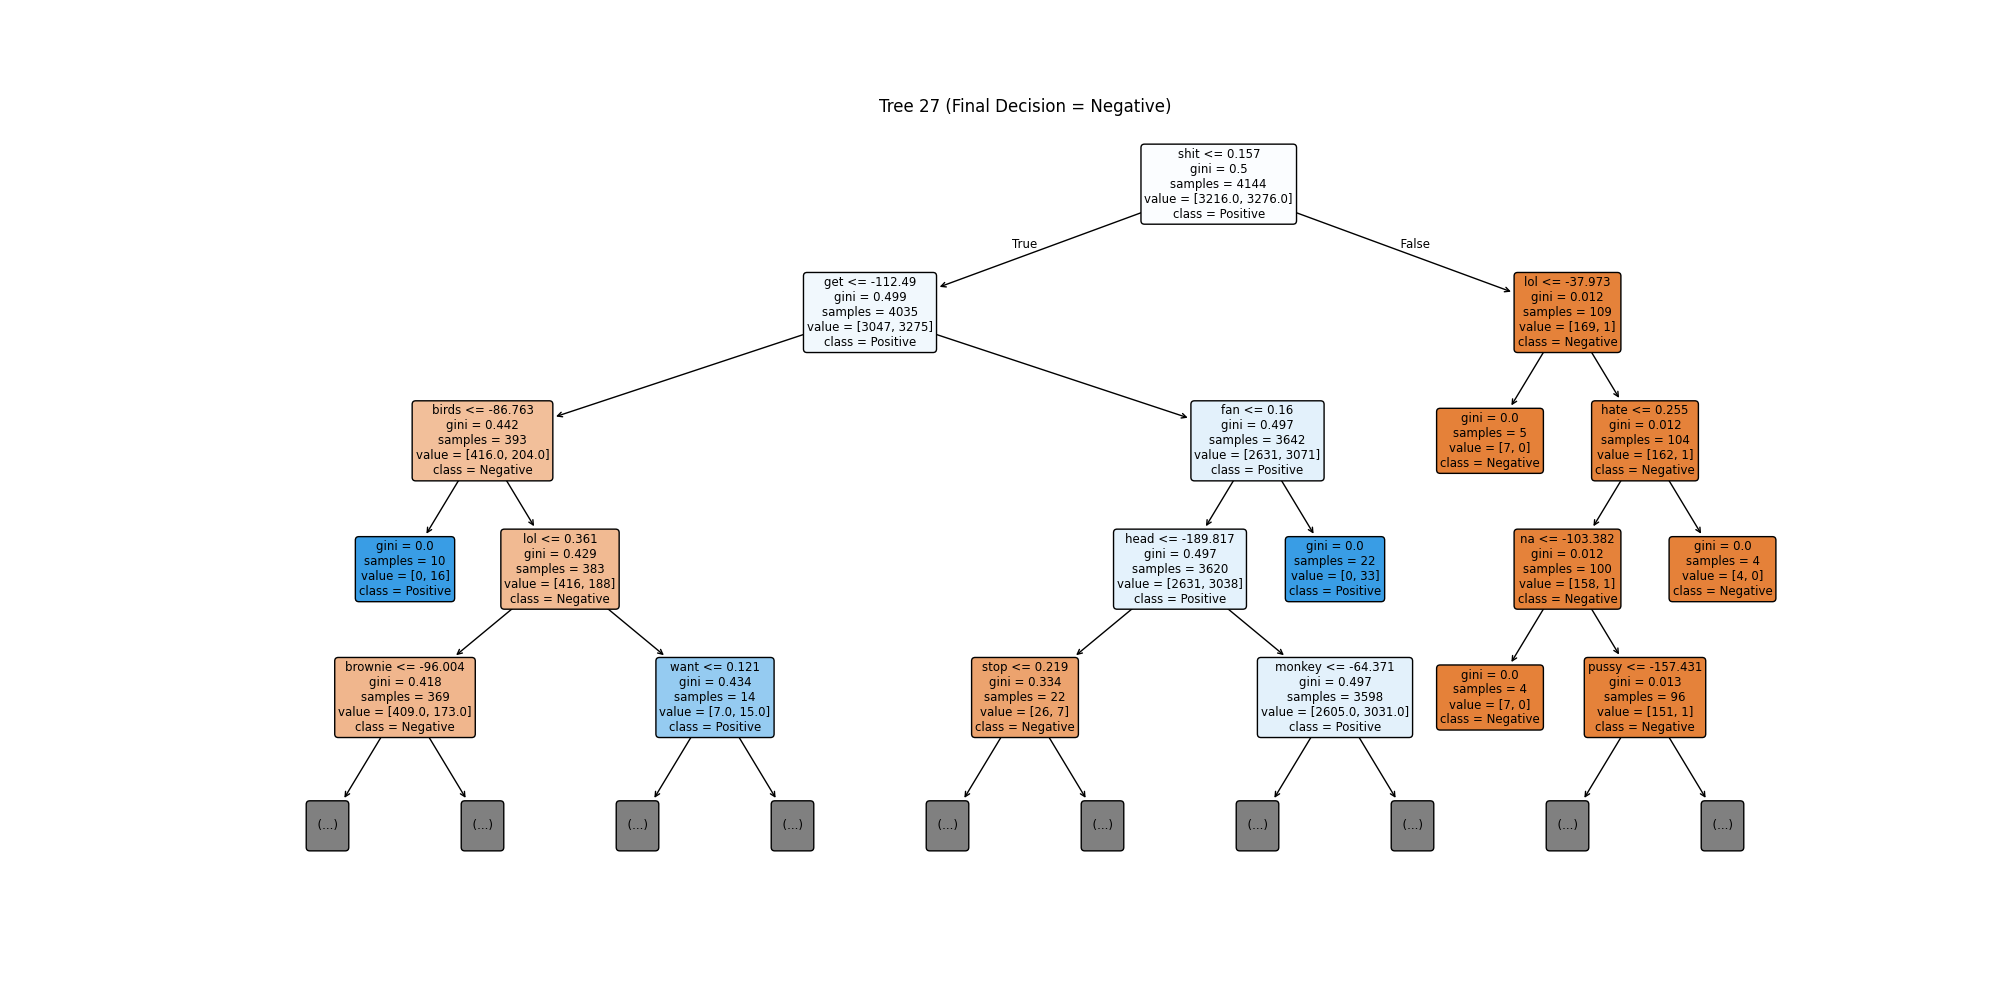 Tree 27 (Final Decision = Negative)
shit <= 0.157
gini = 0.5
samples = 4144
value = [3216.0, 3276.0]
class = Positive
True
False
get <= -112.49
gini = 0.499
samples = 4035
value = [3047, 3275]
class = Positive
lol <= -37.973
gini = 0.012
samples = 109
value = [169, 1]
class = Negative
birds <= -86.763
gini = 0.442
samples = 393
value = [416.0, 204.0]
class = Negative
fan <= 0.16
gini = 0.497
samples = 3642
value = [2631, 3071]
class = Positive
gini = 0.0
samples = 5
value = [7, 0]
class = Negative
hate <= 0.255
gini = 0.012
samples = 104
value = [162, 1]
class = Negative
gini = 0.0
samples = 10
value = [0, 16]
class = Positive
lol <= 0.361
gini = 0.429
samples = 383
value = [416, 188]
class = Negative
head <= -189.817
gini = 0.497
samples = 3620
value = [2631, 3038]
class = Positive
gini = 0.0
samples = 22
value = [0, 33]
class = Positive
na <= -103.382
gini = 0.012
samples = 100
value = [158, 1]
class = Negative
gini = 0.0
samples = 4
value = [4, 0]
class = Negative
brownie <= -96.004
gini = 0.418
samples = 369
value = [409.0, 173.0]
class = Negative
want <= 0.121
gini = 0.434
samples = 14
value = [7.0, 15.0]
class = Positive
stop <= 0.219
gini = 0.334
samples = 22
value = [26, 7]
class = Negative
monkey <= -64.371
gini = 0.497
samples = 3598
value = [2605.0, 3031.0]
class = Positive
gini = 0.0
samples = 4
value = [7, 0]
class = Negative
pussy <= -157.431
gini = 0.013
samples = 96
value = [151, 1]
class = Negative
(...)
(...)
(...)
(...)
(...)
(...)
(...)
(...)
(...)
(...)